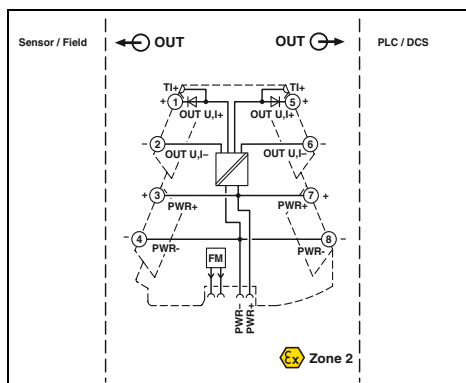 Sensor / Field
OUT
OUT
PLC / DCS
TI+
TI+
+ 1
5 +
OUT U,I+
OUT U,I+
– 2
6 –
OUT U,I–
OUT U,I–
+ 3
7 +
PWR+
PWR+
– 4
8 –
PWR-
PWR-
FM
PWR-
PWR+
Ex Zone 2